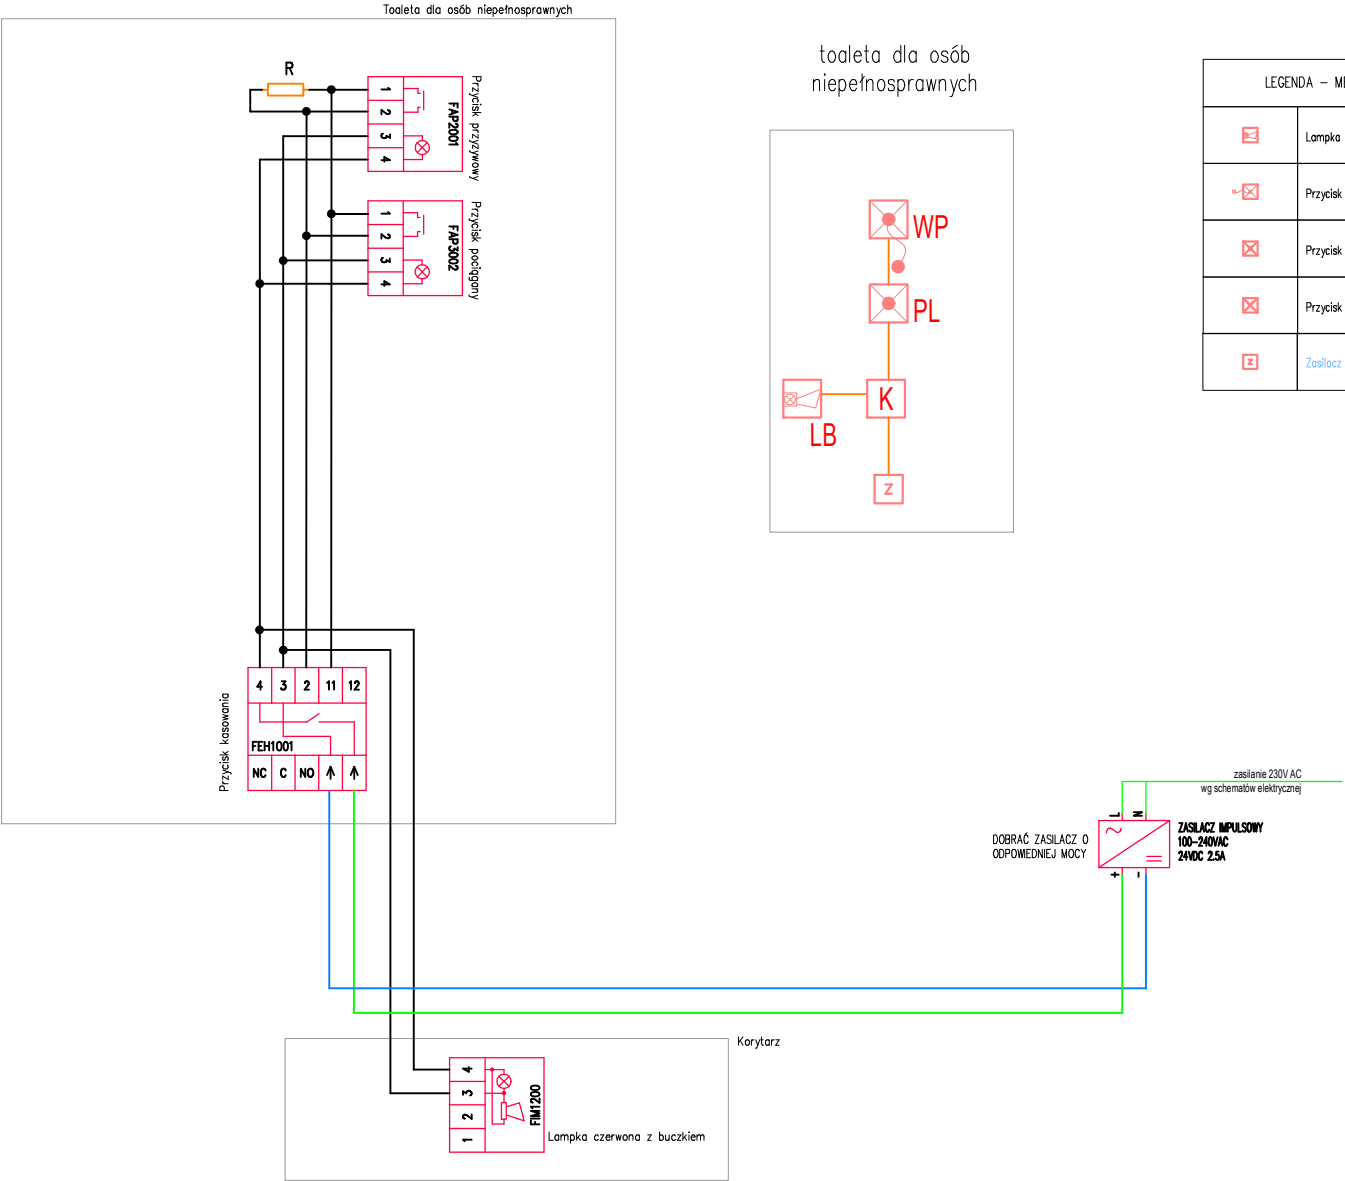 Toaleta dla osób niepełnosprawnych
R
1
2
3
4
FAP2001
Przycisk przyzywowy
1
2
3
4
FAP3002
Przycisk pociągany
4 3 2 11 12
FEH1001
NC C NO
Przycisk kasowania
toaleta dla osób
niepełnosprawnych
WP
PL
K
LB
Z
LEGENDA –
Lampka
Przycisk
Przycisk
Przycisk
Z
Zasilacz
zasilanie 230V AC
wg schematów elektrycznej
L N
DOBRAĆ ZASILACZ O
ODPOWIEDNIEJ MOCY
ZASILACZ IMPULSOWY
100–240VAC
24VDC 2.5A
+ -
Korytarz
4
3
2
1
FIM1200
Lampka czerwona z buczkiem